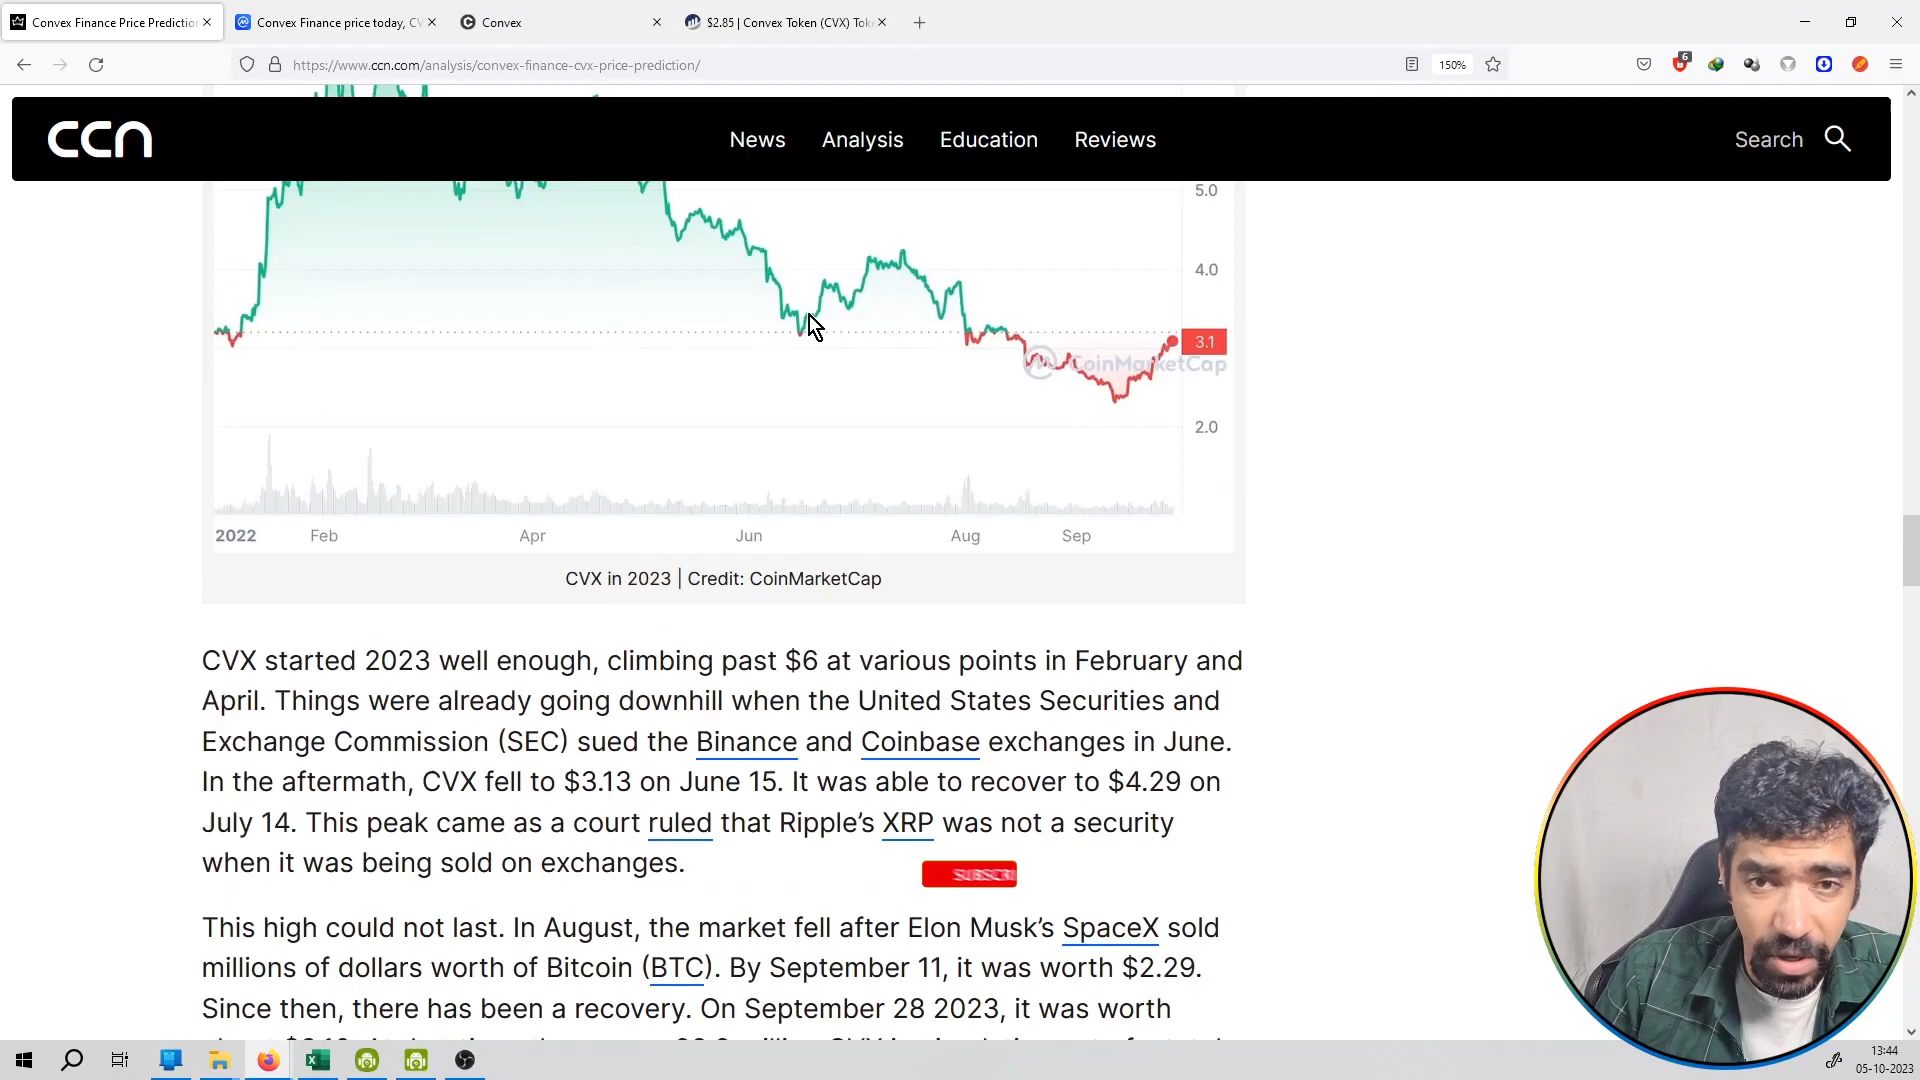 Convex Finance Price Prediction
Convex Finance price today, CV
Convex
$2.85 | Convex Token (CVX) Tok
https://www.ccn.com/analysis/convex-finance-cvx-price-prediction/
150%
6
ccn
News
Analysis
Education
Reviews
Search
5.0
4.0
3.1
CoinMarketCap
2.0
2022
Feb
Apr
Jun
Aug
Sep
CVX in 2023 | Credit: CoinMarketCap
CVX started 2023 well enough, climbing past $6 at various points in February and
April. Things were already going downhill when the United States Securities and
Exchange Commission (SEC) sued the Binance and Coinbase exchanges in June.
In the aftermath, CVX fell to $3.13 on June 15. It was able to recover to $4.29 on
July 14. This peak came as a court ruled that Ripple’s XRP was not a security
when it was being sold on exchanges.
SUBSCRI
This high could not last. In August, the market fell after Elon Musk’s SpaceX sold
millions of dollars worth of Bitcoin (BTC). By September 11, it was worth $2.29.
Since then, there has been a recovery. On September 28 2023, it was worth
13:44
05-10-2023